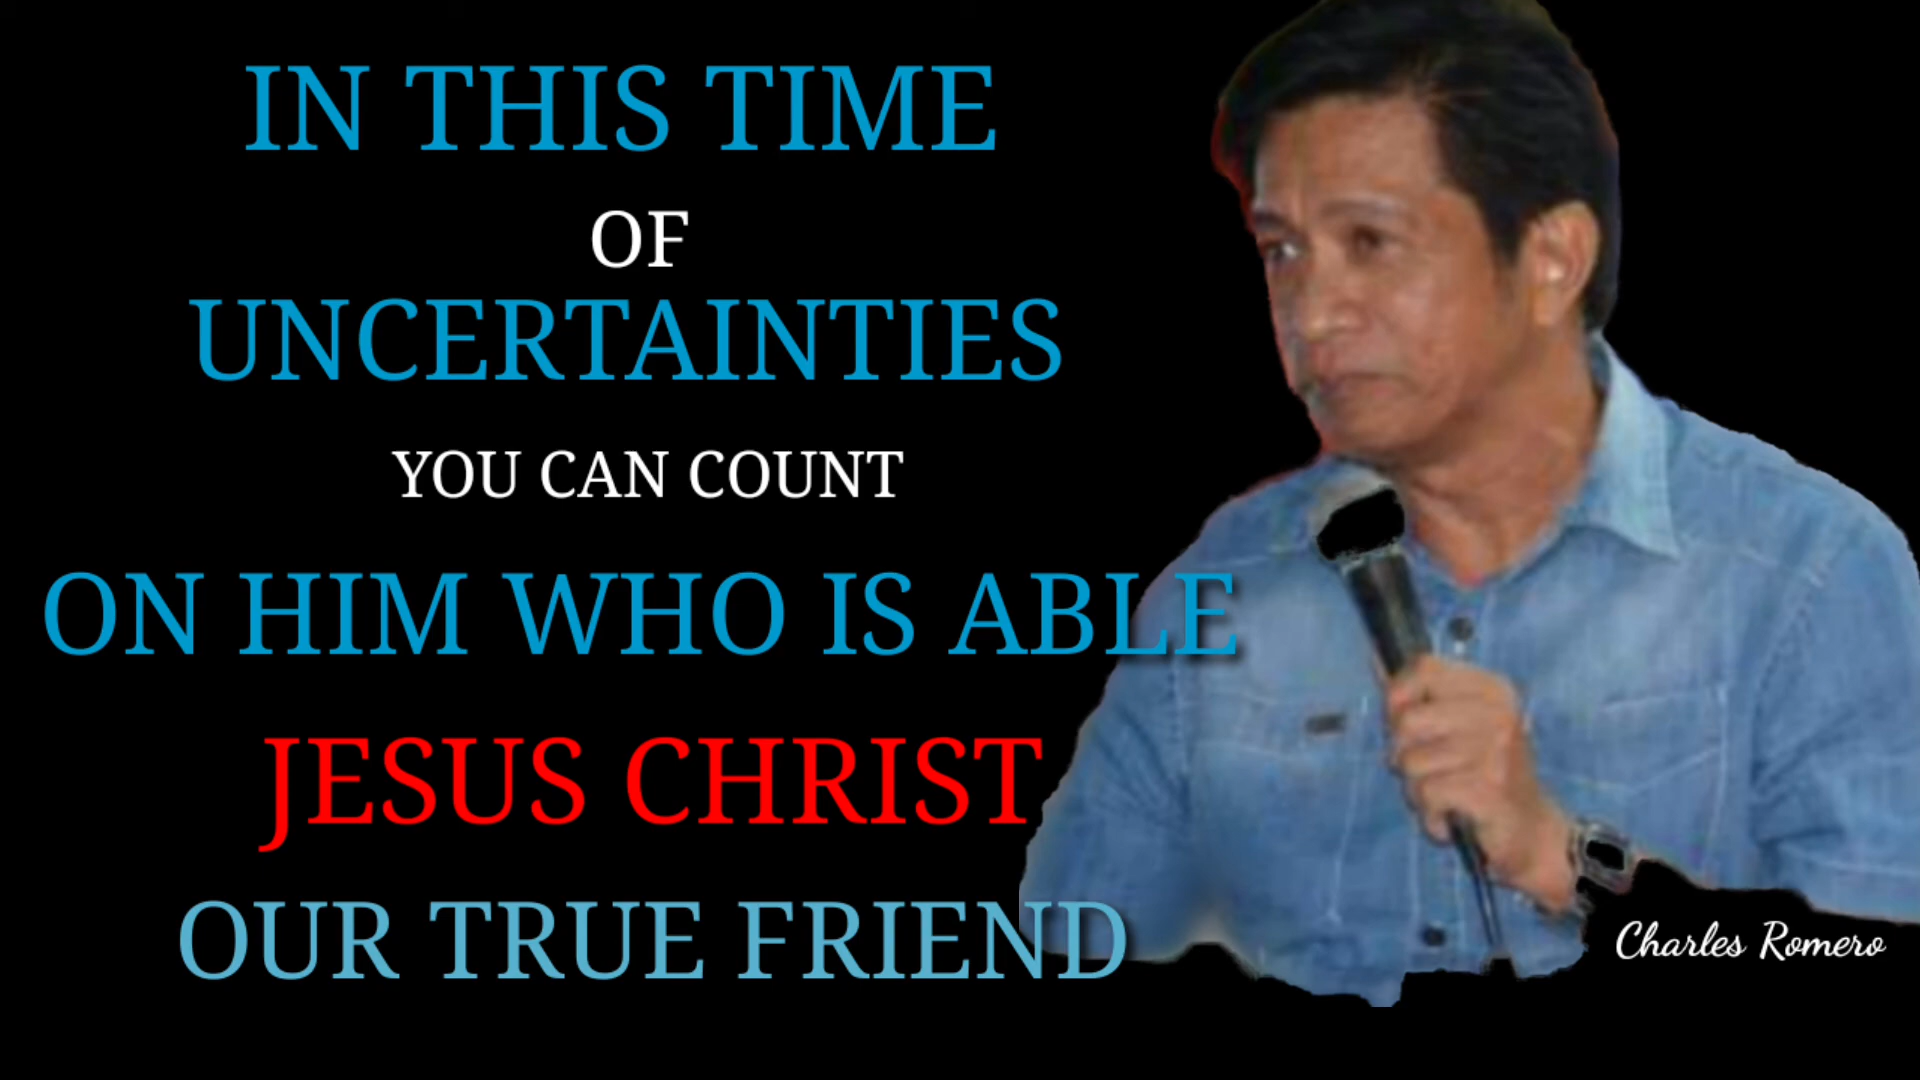 IN THIS TIME
OF
UNCERTAINTIES
YOU CAN COUNT
ON HIM WHO IS ABLE
JESUS CHRIST
OUR TRUE FRIEND
Charles Romero